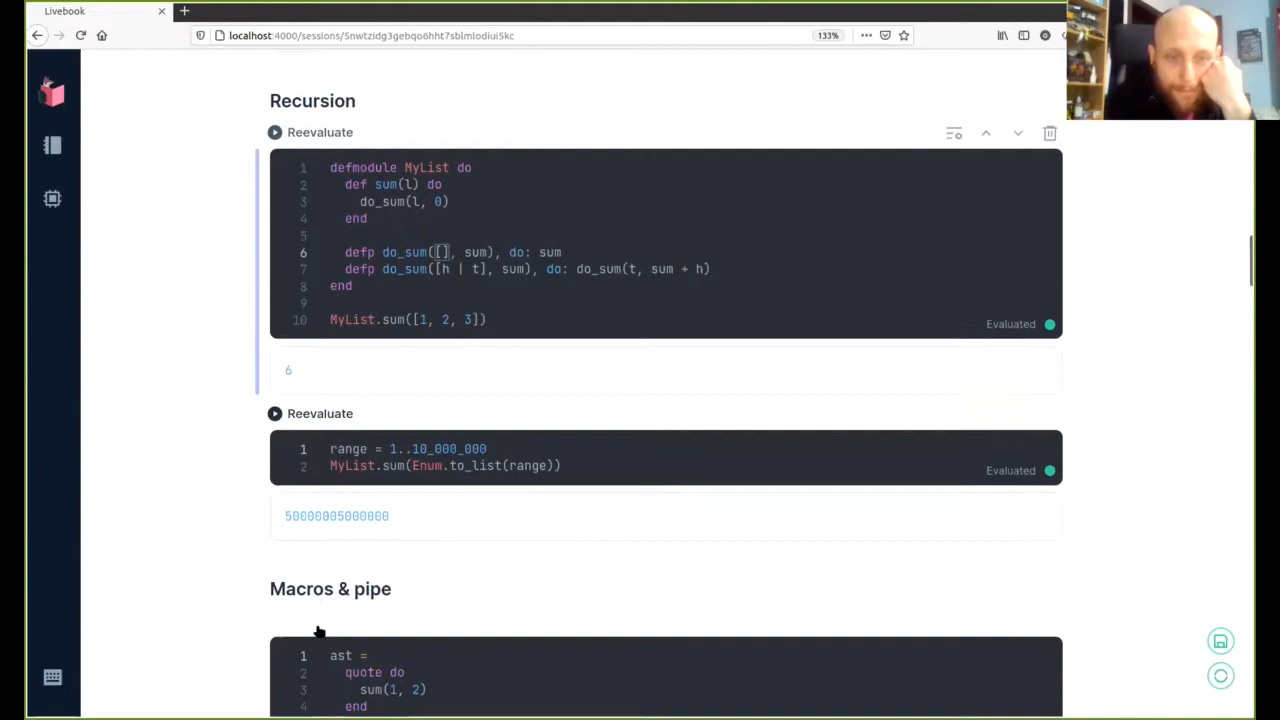 Livebook
localhost:4000/sessions/5nwtzidg3gebqo6hht7sblmlodiui5kc
133%
Recursion
Reevaluate
1 defmodule MyList do
2 def sum(l) do
3 do_sum(l, 0)
4 end
5
6 defp do_sum([], sum), do: sum
7 defp do_sum([h | t], sum), do: do_sum(t, sum + h)
8 end
9
10 MyList.sum([1, 2, 3])
Evaluated
6
Reevaluate
1 range = 1..10_000_000
2 MyList.sum(Enum.to_list(range))
Evaluated
50000005000000
Macros & pipe
1 ast =
2 quote do
3 sum(1, 2)
4 end